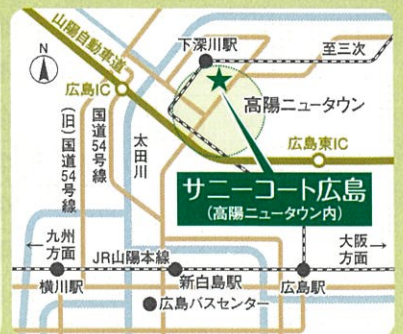 N
山陽自動車道
下深川駅
至三次
広島IC
高陽ニュータウン
(旧)国道54号線
国道54号線
太田川
広島東IC
サニーコート広島
(高陽ニュータウン内)
九州
方面
大阪
方面
JR山陽本線
横川駅
新白島駅
広島駅
広島バスセンター